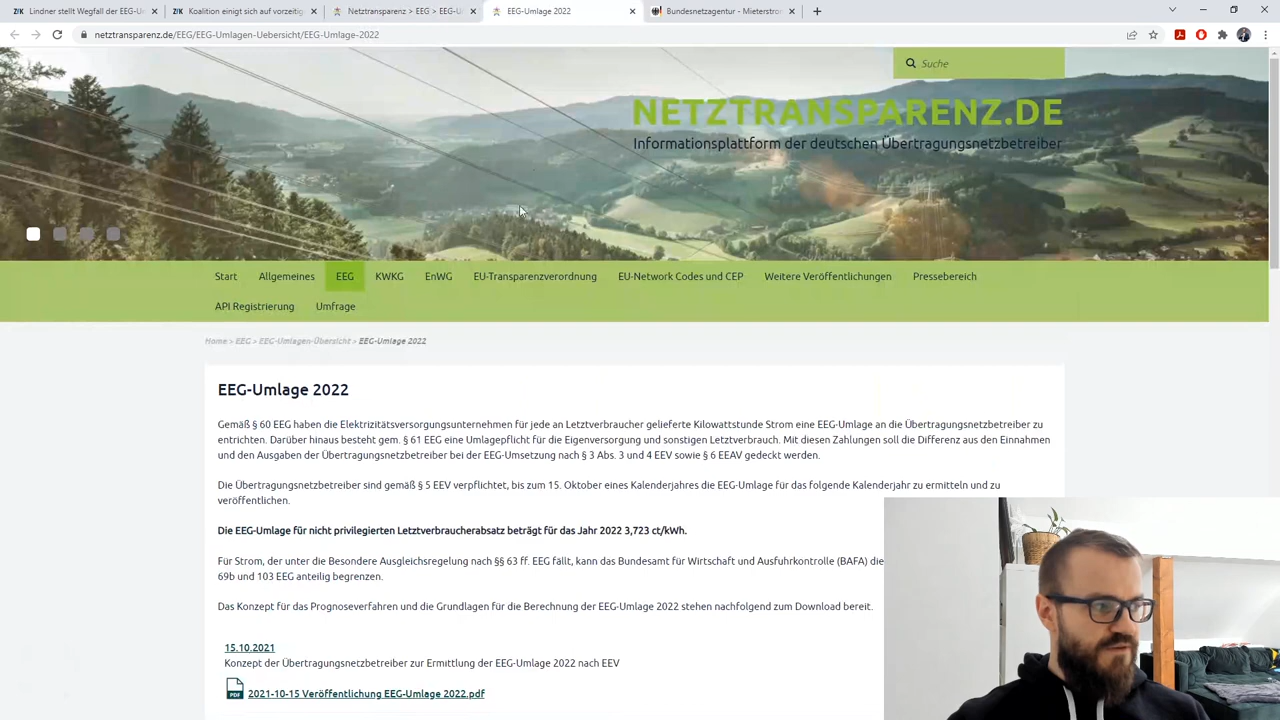 Lindner stellt Wegfall der EEG-U
Koalition einigt sich auf vorzeitig
Netztransparenz > EEG > EEG-U
EEG-Umlage 2022
Bundesnetzagentur - Mieterstrom
netztransparenz.de/EEG/EEG-Umlagen-Uebersicht/EEG-Umlage-2022
Suche
NETZTRANSPARENZ.DE
Informationsplattform der deutschen Übertragungsnetzbetreiber
Start Allgemeines EEG KWKG EnWG EU-Transparenzverordnung EU-Network Codes und CEP Weitere Veröffentlichungen Pressebereich
API Registrierung Umfrage
Home > EEG > EEG-Umlagen-Übersicht > EEG-Umlage 2022
EEG-Umlage 2022
Gemäß § 60 EEG haben die Elektrizitätsversorgungsunternehmen für jede an Letztverbraucher gelieferte Kilowattstunde Strom eine EEG-Umlage an die Übertragungsnetzbetreiber zu
entrichten. Darüber hinaus besteht gem. § 61 EEG eine Umlagepflicht für die Eigenversorgung und sonstigen Letztverbrauch. Mit diesen Zahlungen soll die Differenz aus den Einnahmen
und den Ausgaben der Übertragungsnetzbetreiber bei der EEG-Umsetzung nach § 3 Abs. 3 und 4 EEV sowie § 6 EEAV gedeckt werden.
Die Übertragungsnetzbetreiber sind gemäß § 5 EEV verpflichtet, bis zum 15. Oktober eines Kalenderjahres die EEG-Umlage für das folgende Kalenderjahr zu ermitteln und zu
veröffentlichen.
Die EEG-Umlage für nicht privilegierten Letztverbraucherabsatz beträgt für das Jahr 2022 3,723 ct/kWh.
Für Strom, der unter die Besondere Ausgleichsregelung nach §§ 63 ff. EEG fällt, kann das Bundesamt für Wirtschaft und Ausfuhrkontrolle (BAFA) die
69b und 103 EEG anteilig begrenzen.
Das Konzept für das Prognoseverfahren und die Grundlagen für die Berechnung der EEG-Umlage 2022 stehen nachfolgend zum Download bereit.
15.10.2021
Konzept der Übertragungsnetzbetreiber zur Ermittlung der EEG-Umlage 2022 nach EEV
PDF 2021-10-15 Veröffentlichung EEG-Umlage 2022.pdf